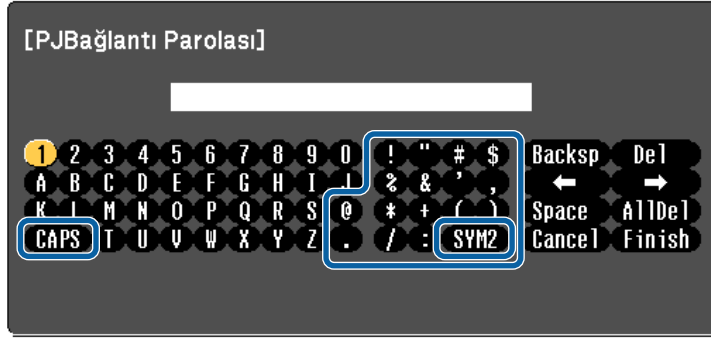 [PJBağlantı Parolası]
1 2 3 4 5 6 7 8 9 0 ! " # $ Backsp Del
A B C D E F G H I J % & ' , ← →
K L M N O P Q R S @ * + ( ) Space AllDel
CAPS T U V W X Y Z . / : SYM2 Cancel Finish